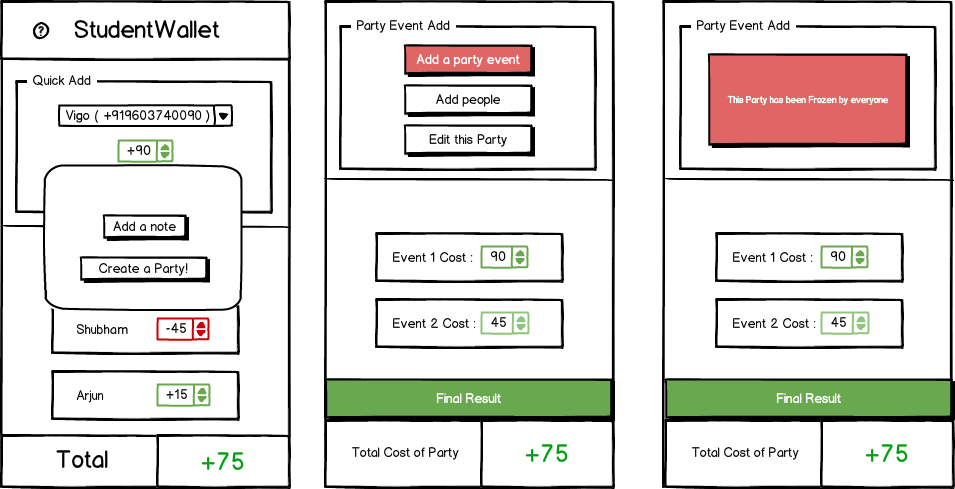 ? StudentWallet
Quick Add
Vigo ( +919603740090 )
+90
Add a note
Create a Party!
Shubham -45
Arjun +15
Total +75
Party Event Add
Add a party event
Add people
Edit this Party
Event 1 Cost : 90
Event 2 Cost : 45
Final Result
Total Cost of Party +75
Party Event Add
This Party has been Frozen by everyone
Event 1 Cost : 90
Event 2 Cost : 45
Final Result
Total Cost of Party +75